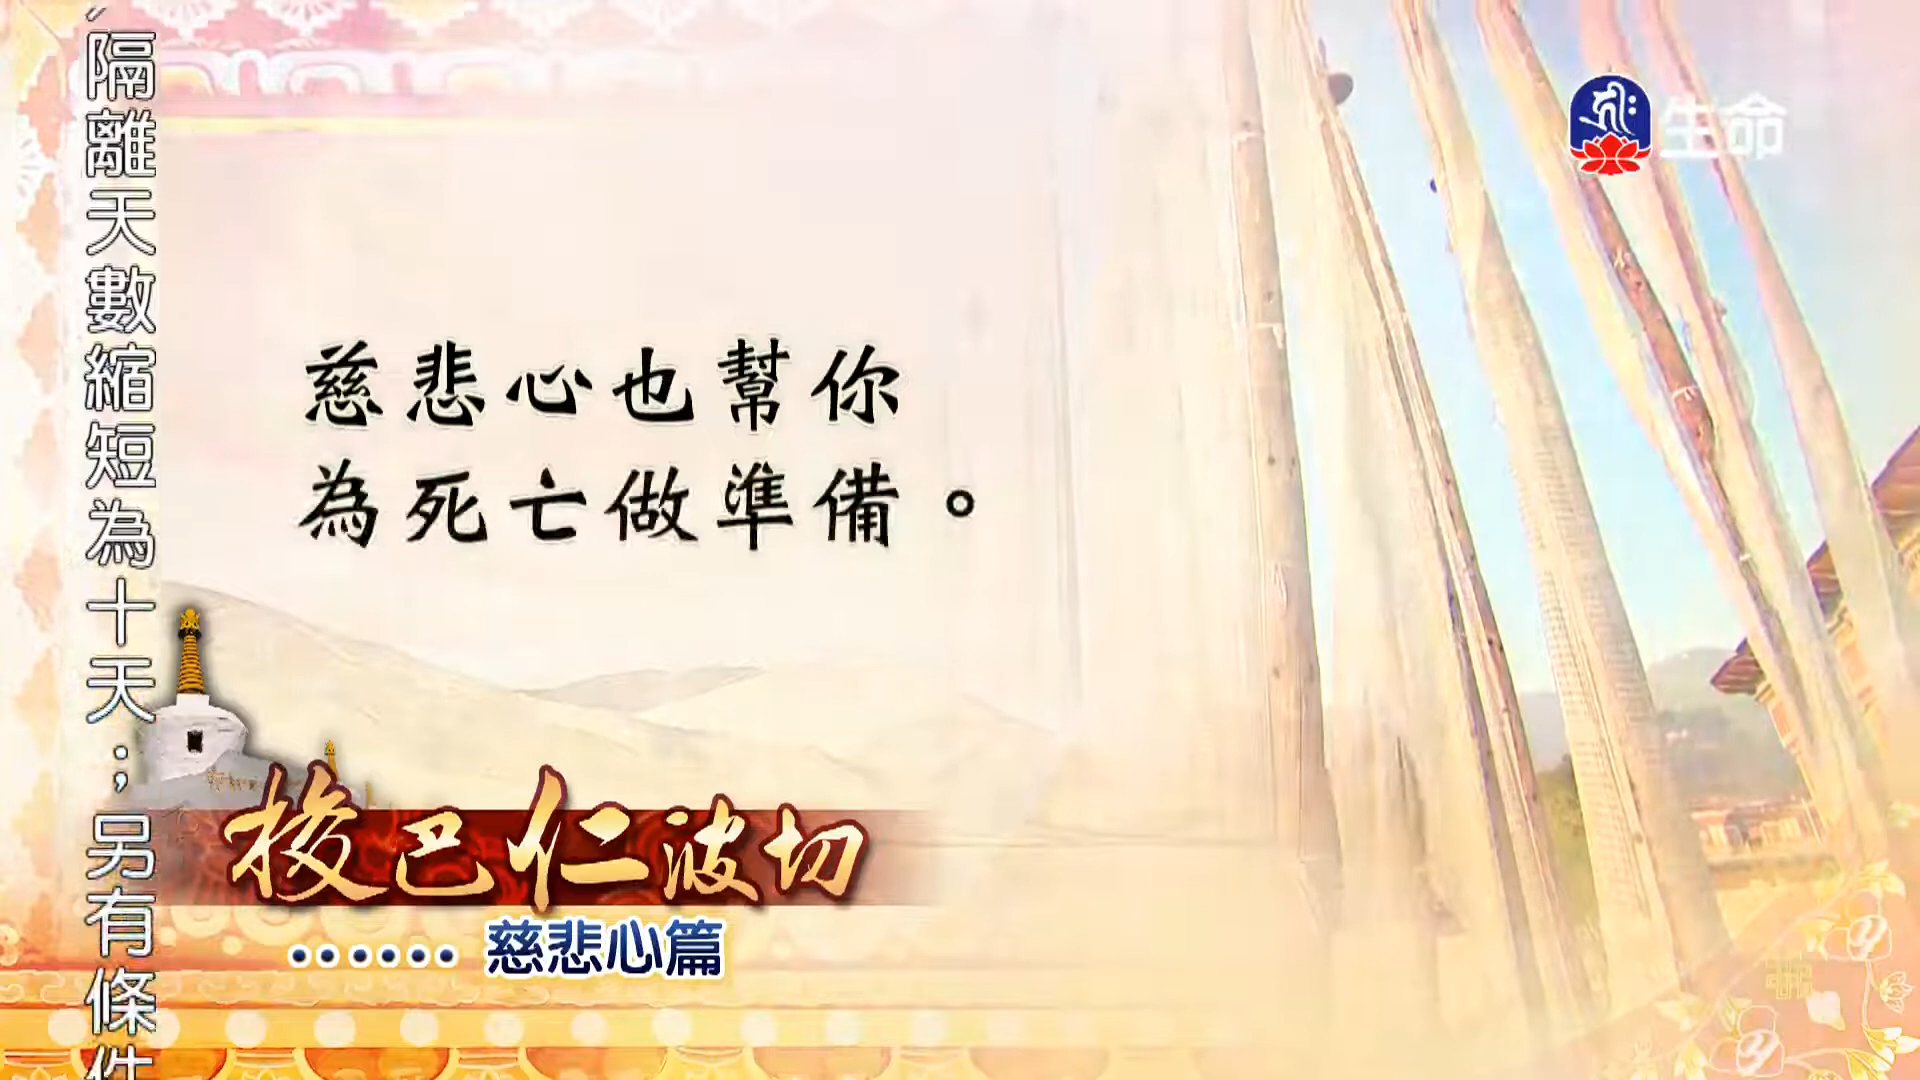 隔離天數縮短為十天；另有條件
生命
慈悲心也幫你
為死亡做準備。
梭巴仁波切
……慈悲心篇